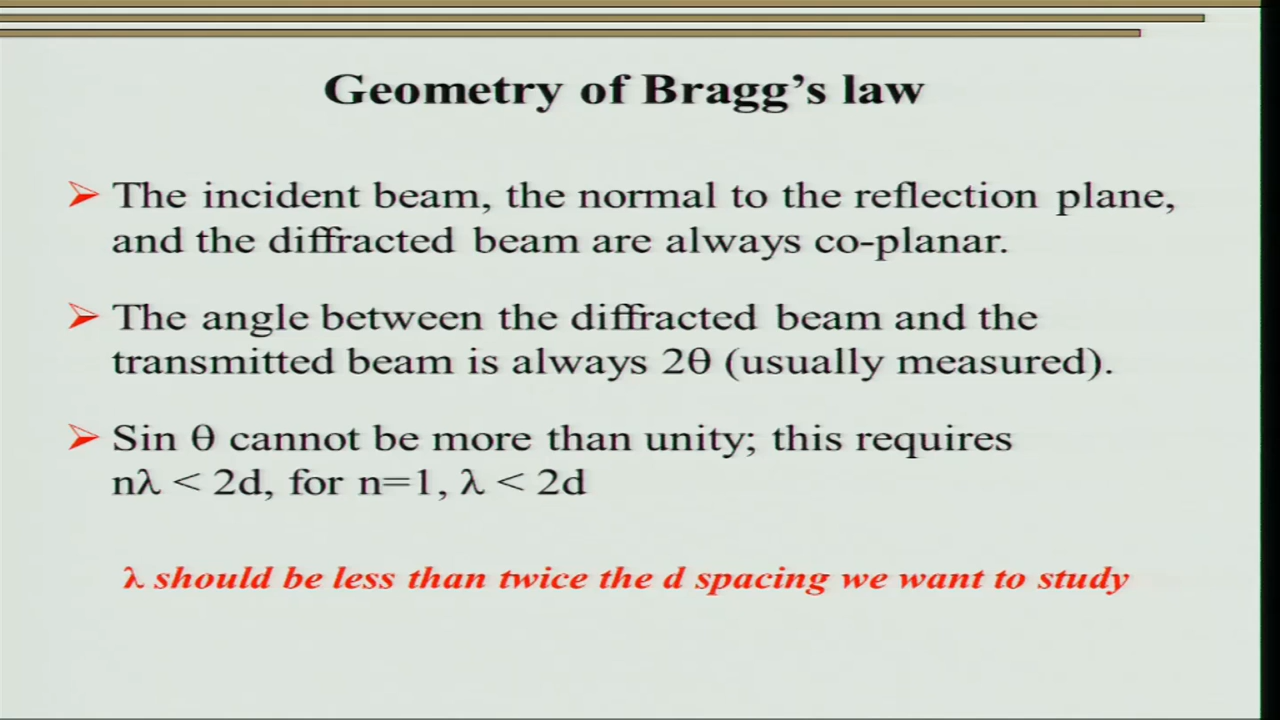 Geometry of Bragg's law
➢ The incident beam, the normal to the reflection plane,
and the diffracted beam are always co-planar.
➢ The angle between the diffracted beam and the
transmitted beam is always 2θ (usually measured).
➢ Sin θ cannot be more than unity; this requires
nλ < 2d, for n=1, λ < 2d
λ should be less than twice the d spacing we want to study